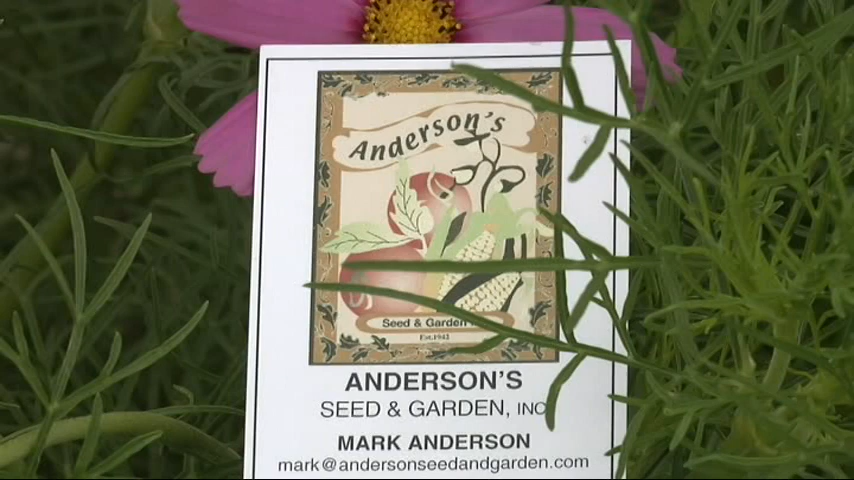 Anderson's
Seed & Garden
Est.1942
ANDERSON'S
SEED & GARDEN, INC
MARK ANDERSON
mark@andersonseedandgarden.com